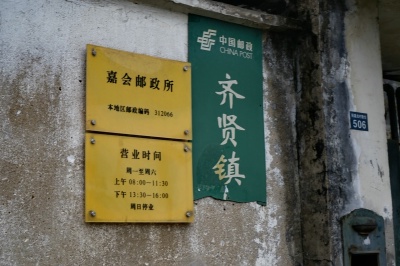 嘉会邮政所
本地区邮政编码 312066
营业时间
周一至周六
上午 08:00-11:30
下午 13:30-16:00
周日停业
中国邮政
CHINA POST
齐贤镇
506